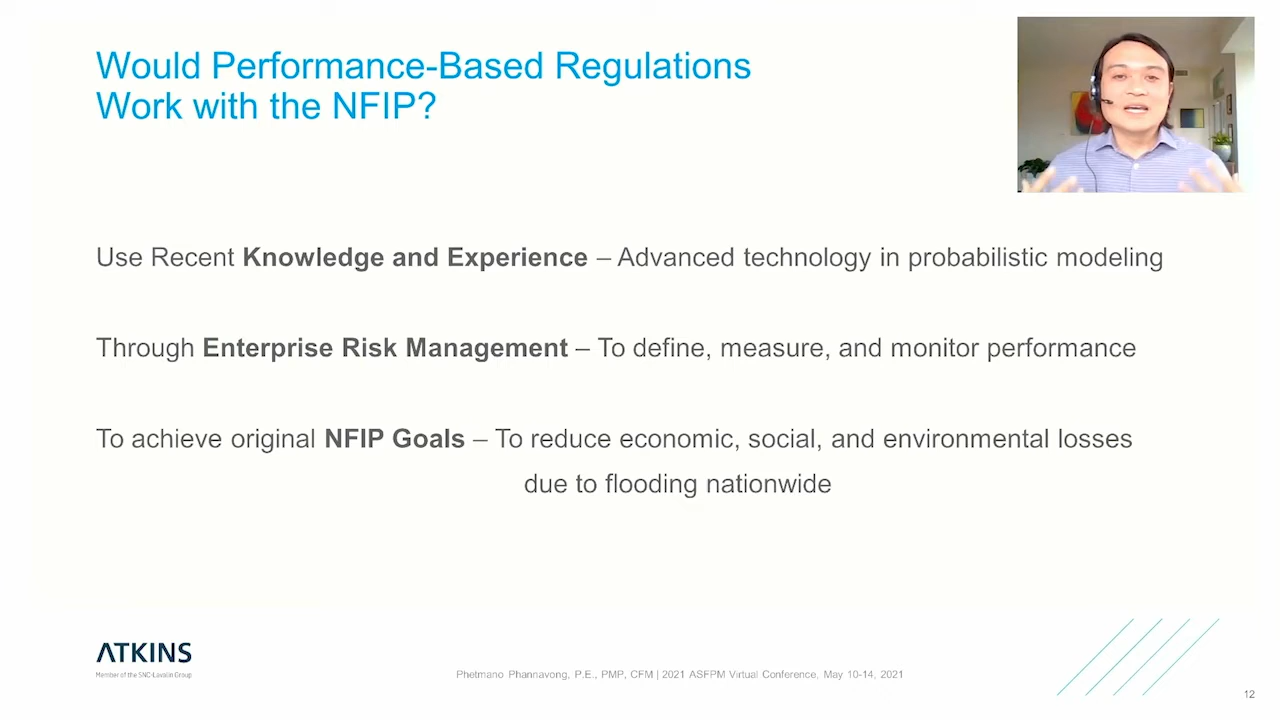 Would Performance-Based Regulations
Work with the NFIP?
Use Recent Knowledge and Experience – Advanced technology in probabilistic modeling
Through Enterprise Risk Management – To define, measure, and monitor performance
To achieve original NFIP Goals – To reduce economic, social, and environmental losses
due to flooding nationwide
ATKINS
Member of the SNC-Lavalin Group
Phetmano Phannavong, P.E., PMP, CFM | 2021 ASFPM Virtual Conference, May 10-14, 2021
12